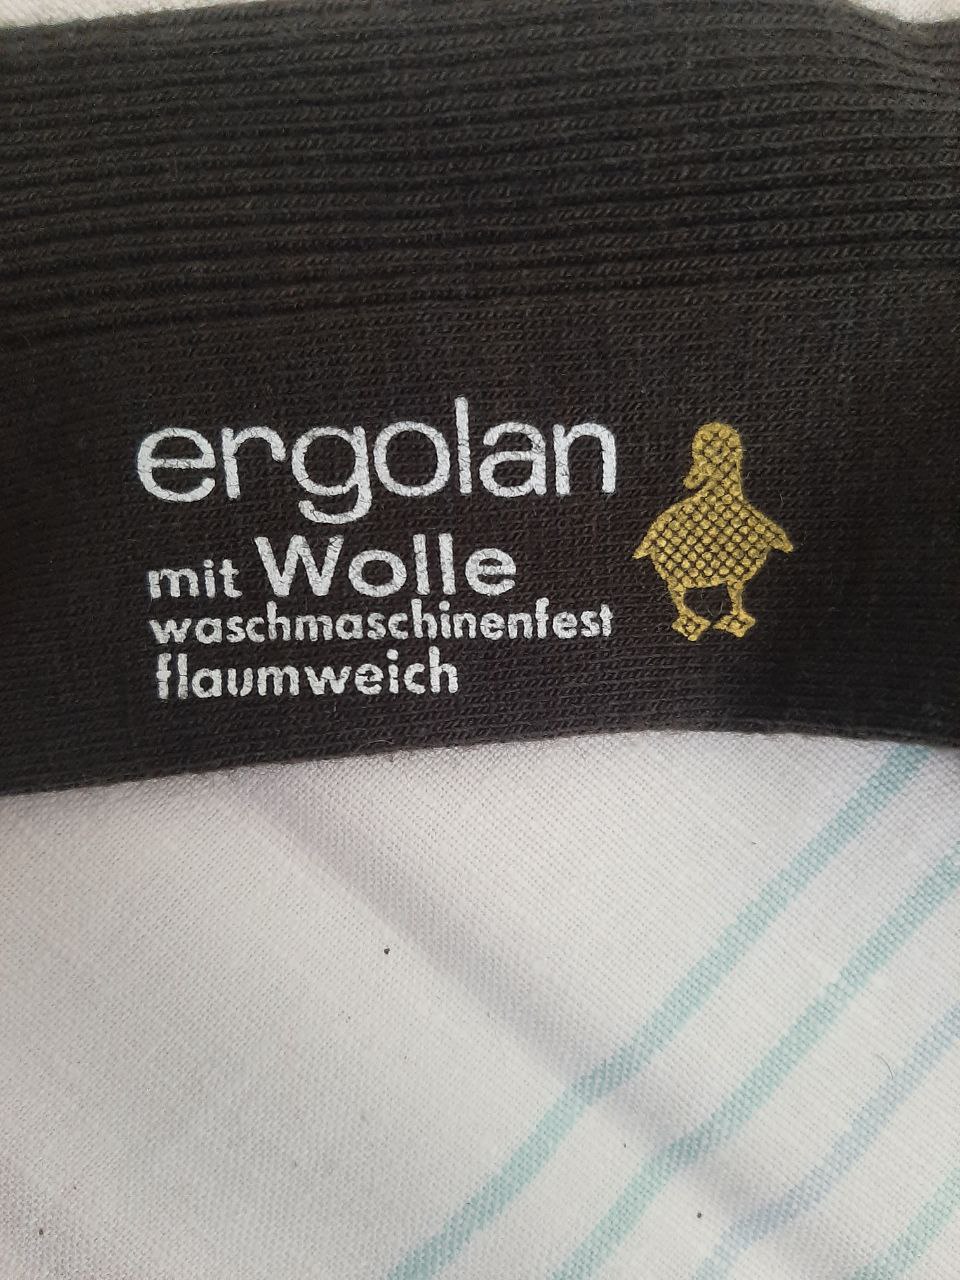 ergolan
mit Wolle
waschmaschinenfest
flaumweich